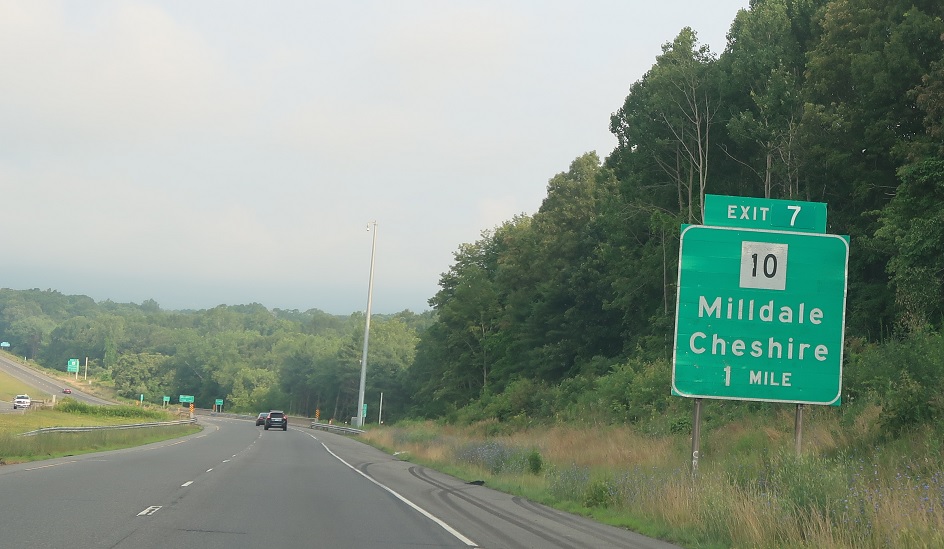 EXIT 7
10
Milldale
Cheshire
1 MILE